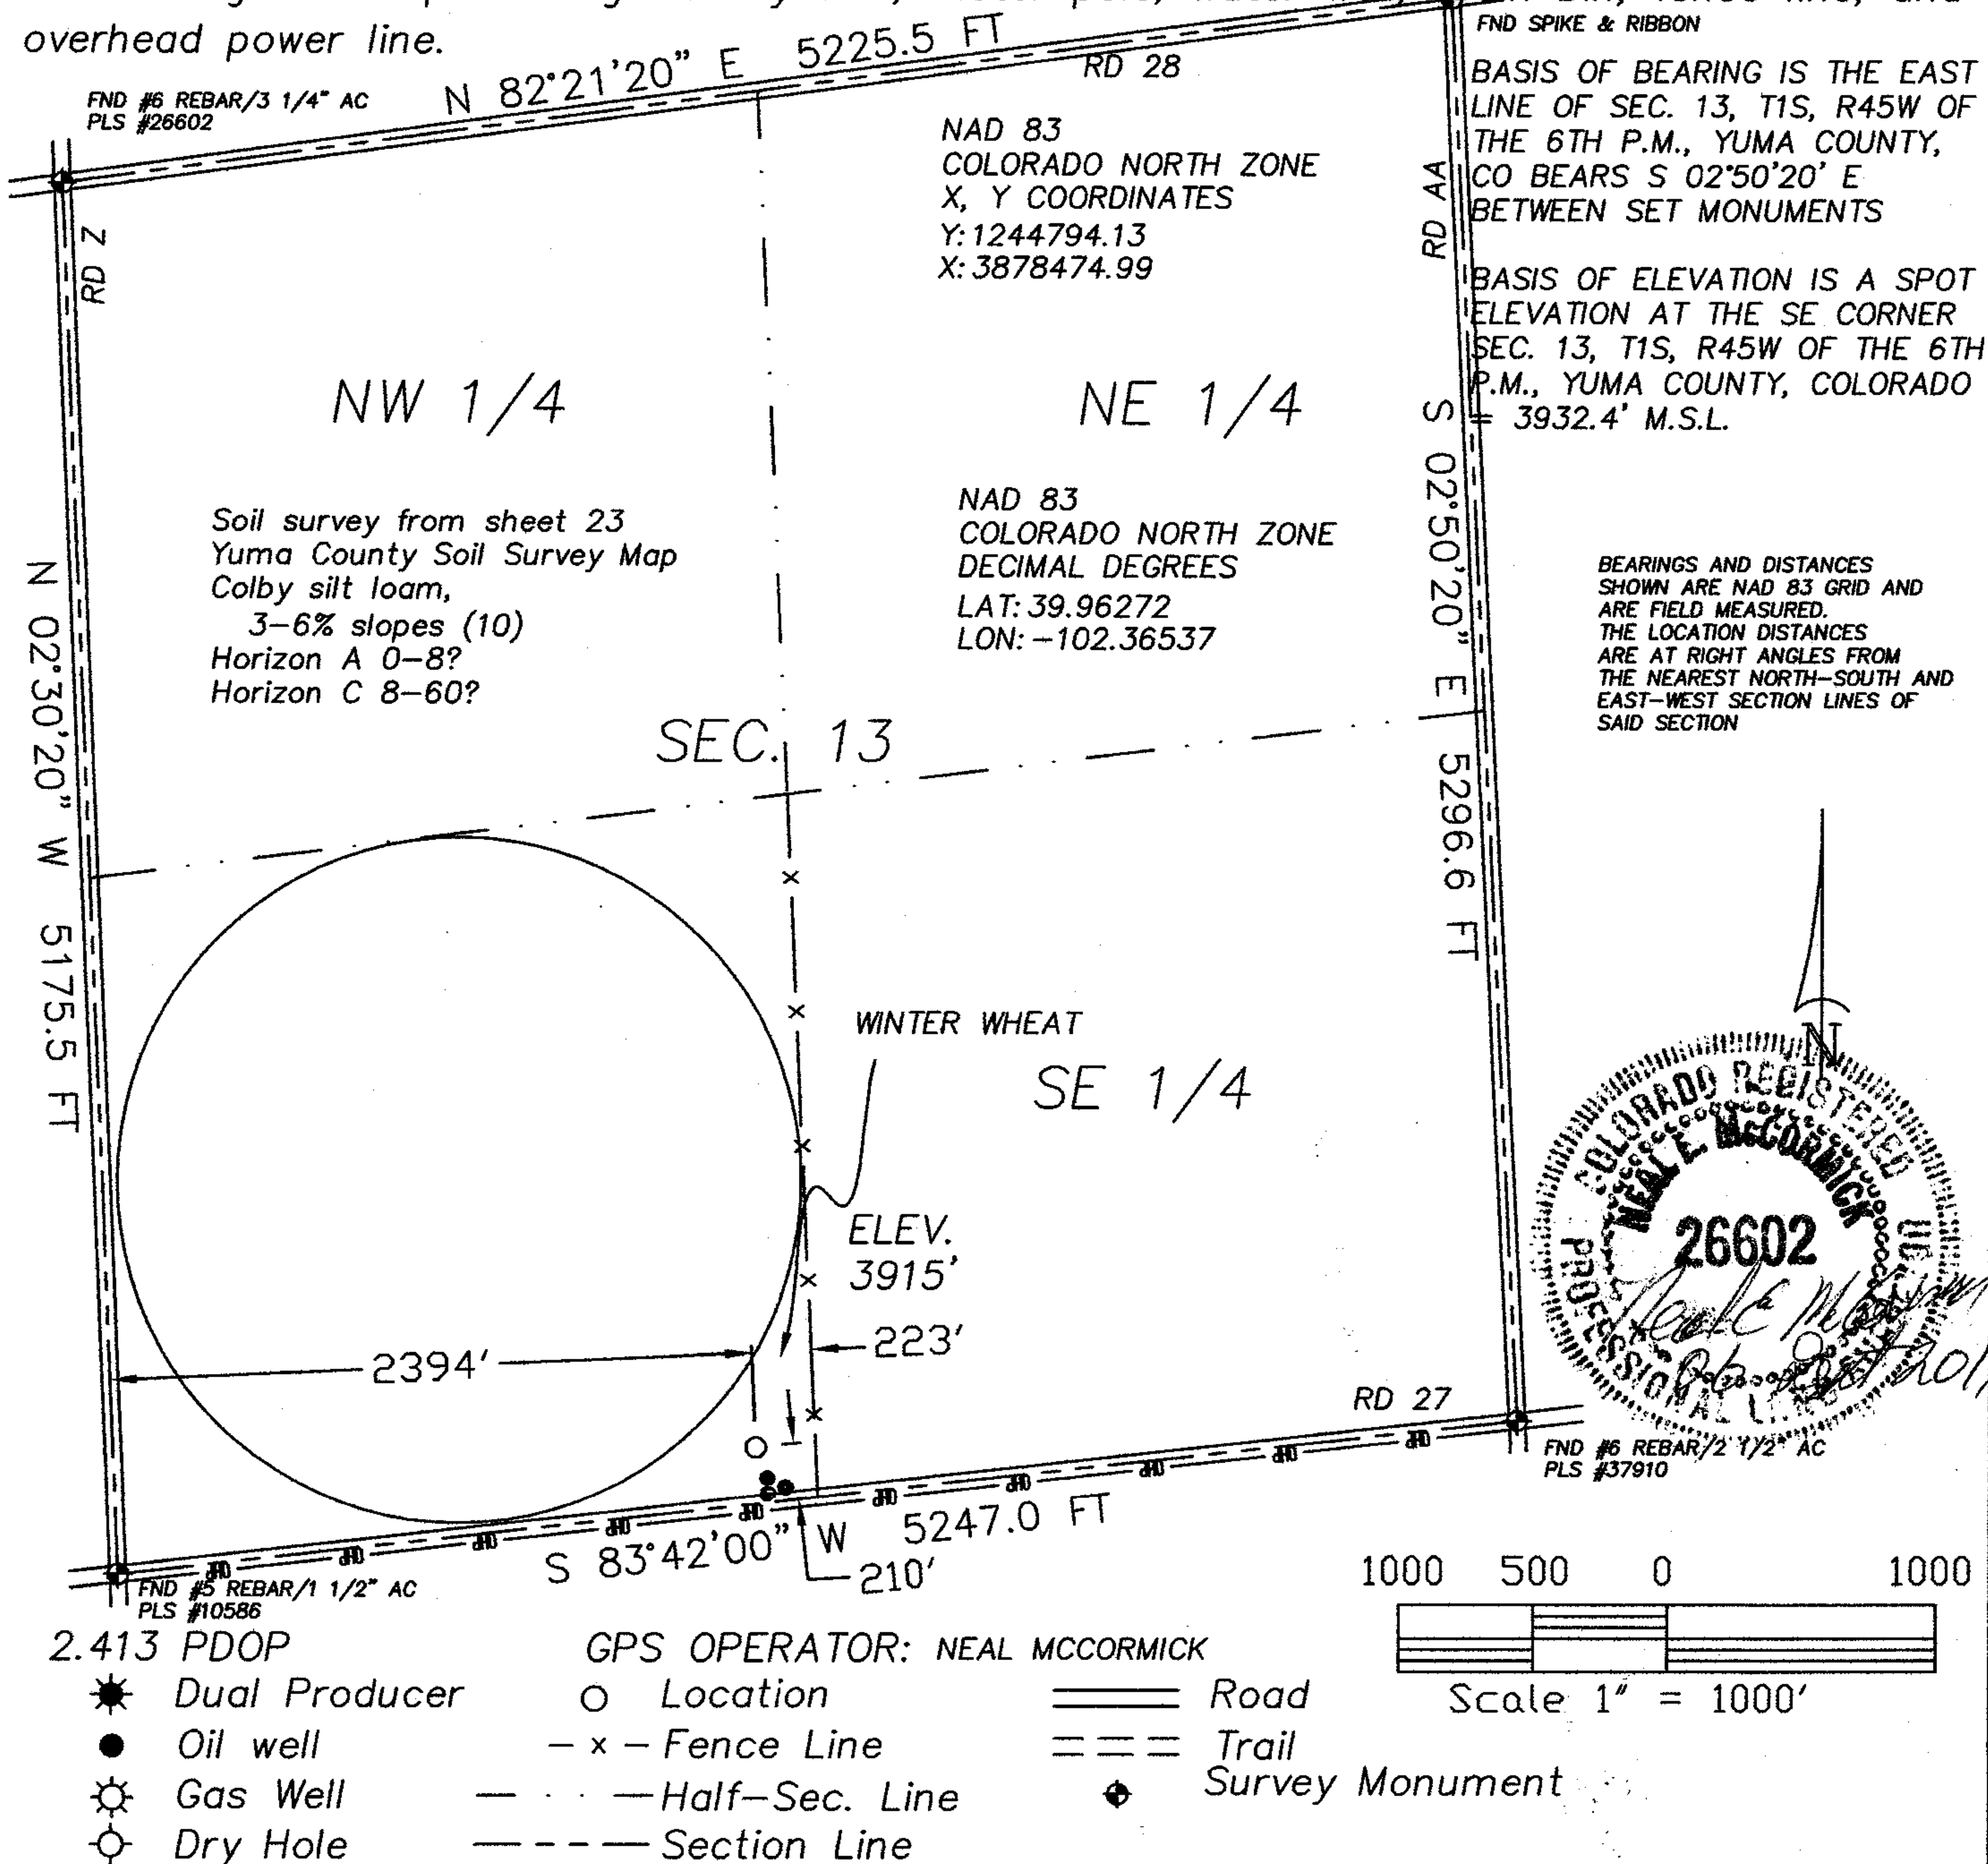 overhead power line.
FND SPIKE & RIBBON
N 82°21'20" E 5225.5 FT
RD 28
FND #6 REBAR/3 1/4" AC
PLS #26602
NAD 83
COLORADO NORTH ZONE
X, Y COORDINATES
Y: 1244794.13
X: 3878474.99
BASIS OF BEARING IS THE EAST
LINE OF SEC. 13, T1S, R45W OF
THE 6TH P.M., YUMA COUNTY,
CO BEARS S 02°50'20' E
BETWEEN SET MONUMENTS
RD Z
RD AA
BASIS OF ELEVATION IS A SPOT
ELEVATION AT THE SE CORNER
SEC. 13, T1S, R45W OF THE 6TH
P.M., YUMA COUNTY, COLORADO
= 3932.4' M.S.L.
NW 1/4
NE 1/4
S 02°50'20" E 5296.6 FT
Soil survey from sheet 23
Yuma County Soil Survey Map
Colby silt loam,
3-6% slopes (10)
Horizon A 0-8?
Horizon C 8-60?
NAD 83
COLORADO NORTH ZONE
DECIMAL DEGREES
LAT: 39.96272
LON: -102.36537
BEARINGS AND DISTANCES
SHOWN ARE NAD 83 GRID AND
ARE FIELD MEASURED.
THE LOCATION DISTANCES
ARE AT RIGHT ANGLES FROM
THE NEAREST NORTH-SOUTH AND
EAST-WEST SECTION LINES OF
SAID SECTION
N 02°30'20" W 5175.5 FT
SEC. 13
WINTER WHEAT
SE 1/4
N
COLORADO REGISTERED
NEAL E. McCORMICK
26602
PROFESSIONAL
ELEV.
3915'
223'
2394'
RD 27
FND #6 REBAR/2 1/2" AC
PLS #37910
OHP OHP OHP OHP OHP OHP OHP OHP OHP OHP
S 83°42'00" W 5247.0 FT
210'
FND #5 REBAR/1 1/2" AC
PLS #10586
1000 500 0 1000
Scale 1" = 1000'
2.413 PDOP
GPS OPERATOR: NEAL MCCORMICK
Dual Producer
Location
Road
Oil well
- x - Fence Line
Trail
Gas Well
Half-Sec. Line
Survey Monument
Dry Hole
Section Line